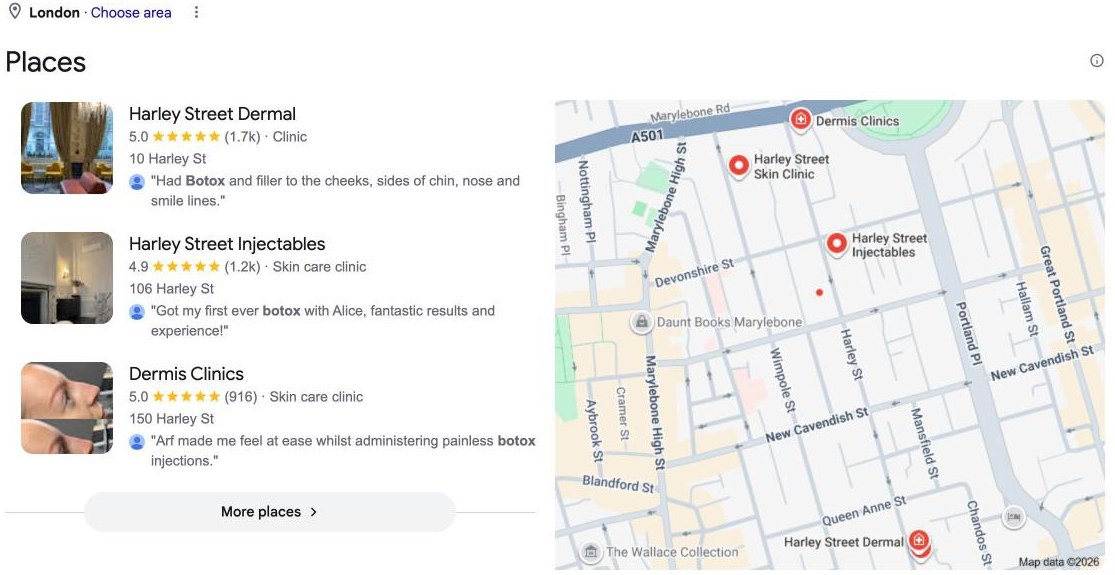 London · Choose area
Places
Harley Street Dermal
5.0 ★★★★★ (1.7k) · Clinic
10 Harley St
"Had Botox and filler to the cheeks, sides of chin, nose and
smile lines."
Harley Street Injectables
4.9 ★★★★★ (1.2k) · Skin care clinic
106 Harley St
"Got my first ever botox with Alice, fantastic results and
experience!"
Dermis Clinics
5.0 ★★★★★ (916) · Skin care clinic
150 Harley St
"Arf made me feel at ease whilst administering painless botox
injections."
More places
Marylebone Rd
A501
Dermis Clinics
Harley Street
Skin Clinic
Nottingham Pl
Bingham Pl
Marylebone High St
Harley Street
Injectables
Devonshire St
Great Portland St
Hallam St
Portland Pl
Daunt Books Marylebone
Harley St
Wimpole St
New Cavendish St
Marylebone High St
Cramer St
Aybrook St
New Cavendish St
Mansfield St
Blandford St
Queen Anne St
Chandos St
Harley Street Dermal
The Wallace Collection
Map data ©2026